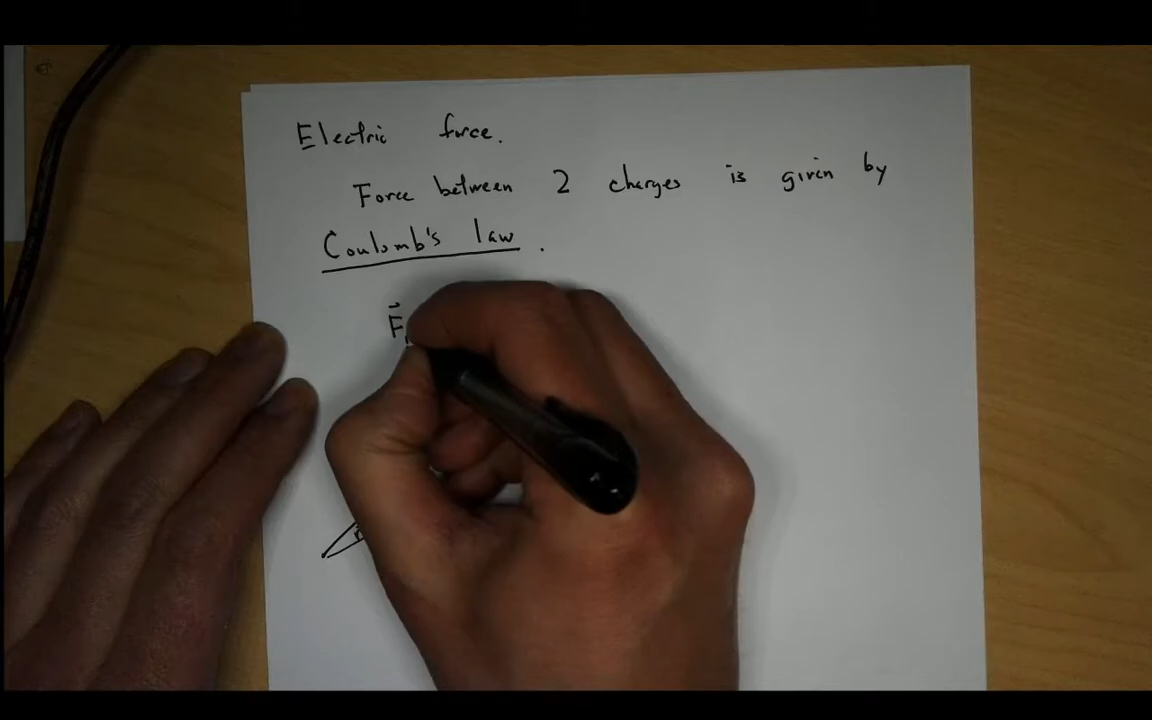 Electric force.
Force between 2 charges is given by
Coulomb's law.
F⃗